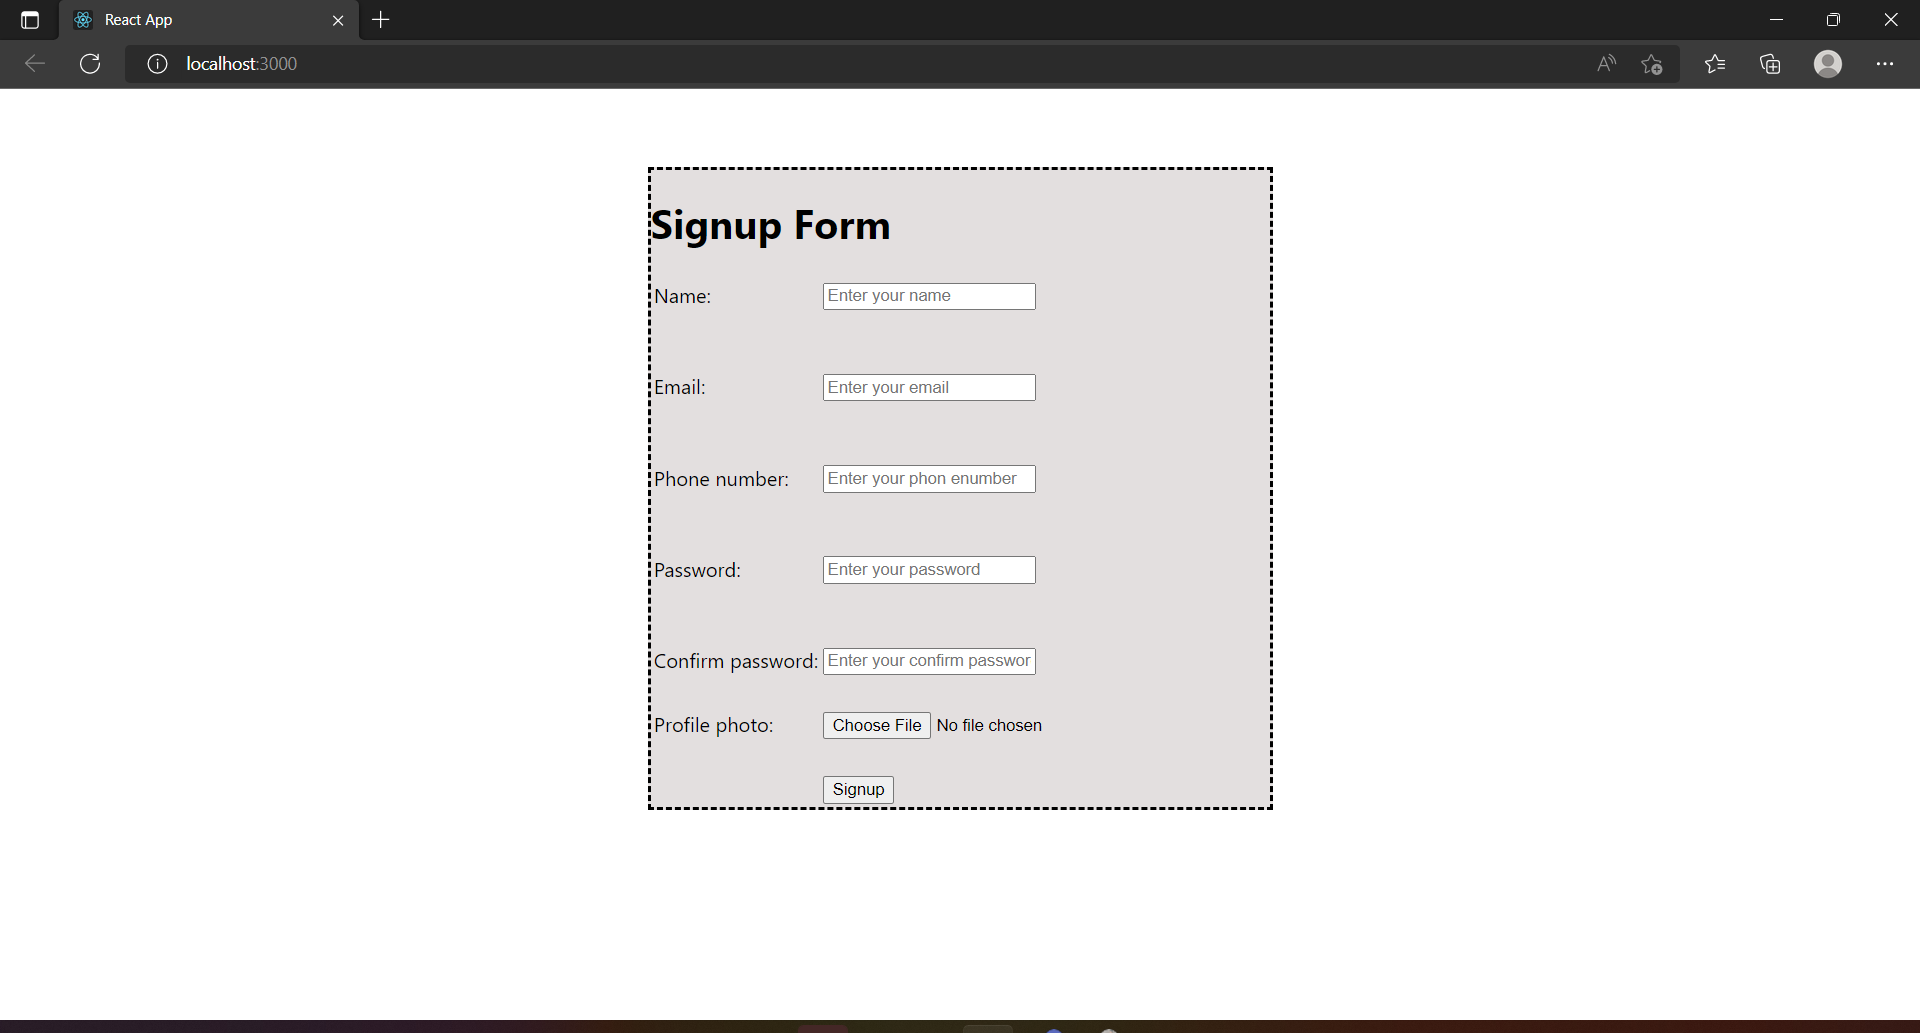 React App
localhost:3000
Signup Form
Name: Enter your name
Email: Enter your email
Phone number: Enter your phon enumber
Password: Enter your password
Confirm password: Enter your confirm passwor
Profile photo: Choose File No file chosen
Signup